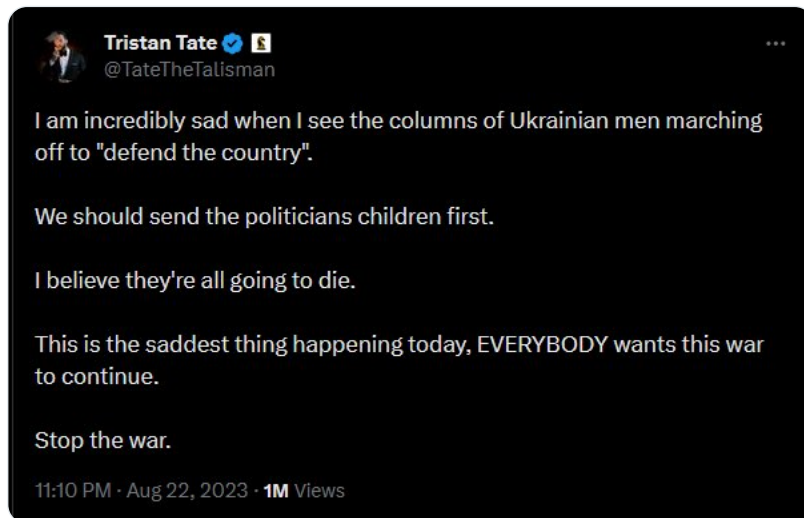 Tristan Tate
@TateTheTalisman
I am incredibly sad when I see the columns of Ukrainian men marching
off to "defend the country".
We should send the politicians children first.
I believe they're all going to die.
This is the saddest thing happening today, EVERYBODY wants this war
to continue.
Stop the war.
11:10 PM · Aug 22, 2023 · 1M Views